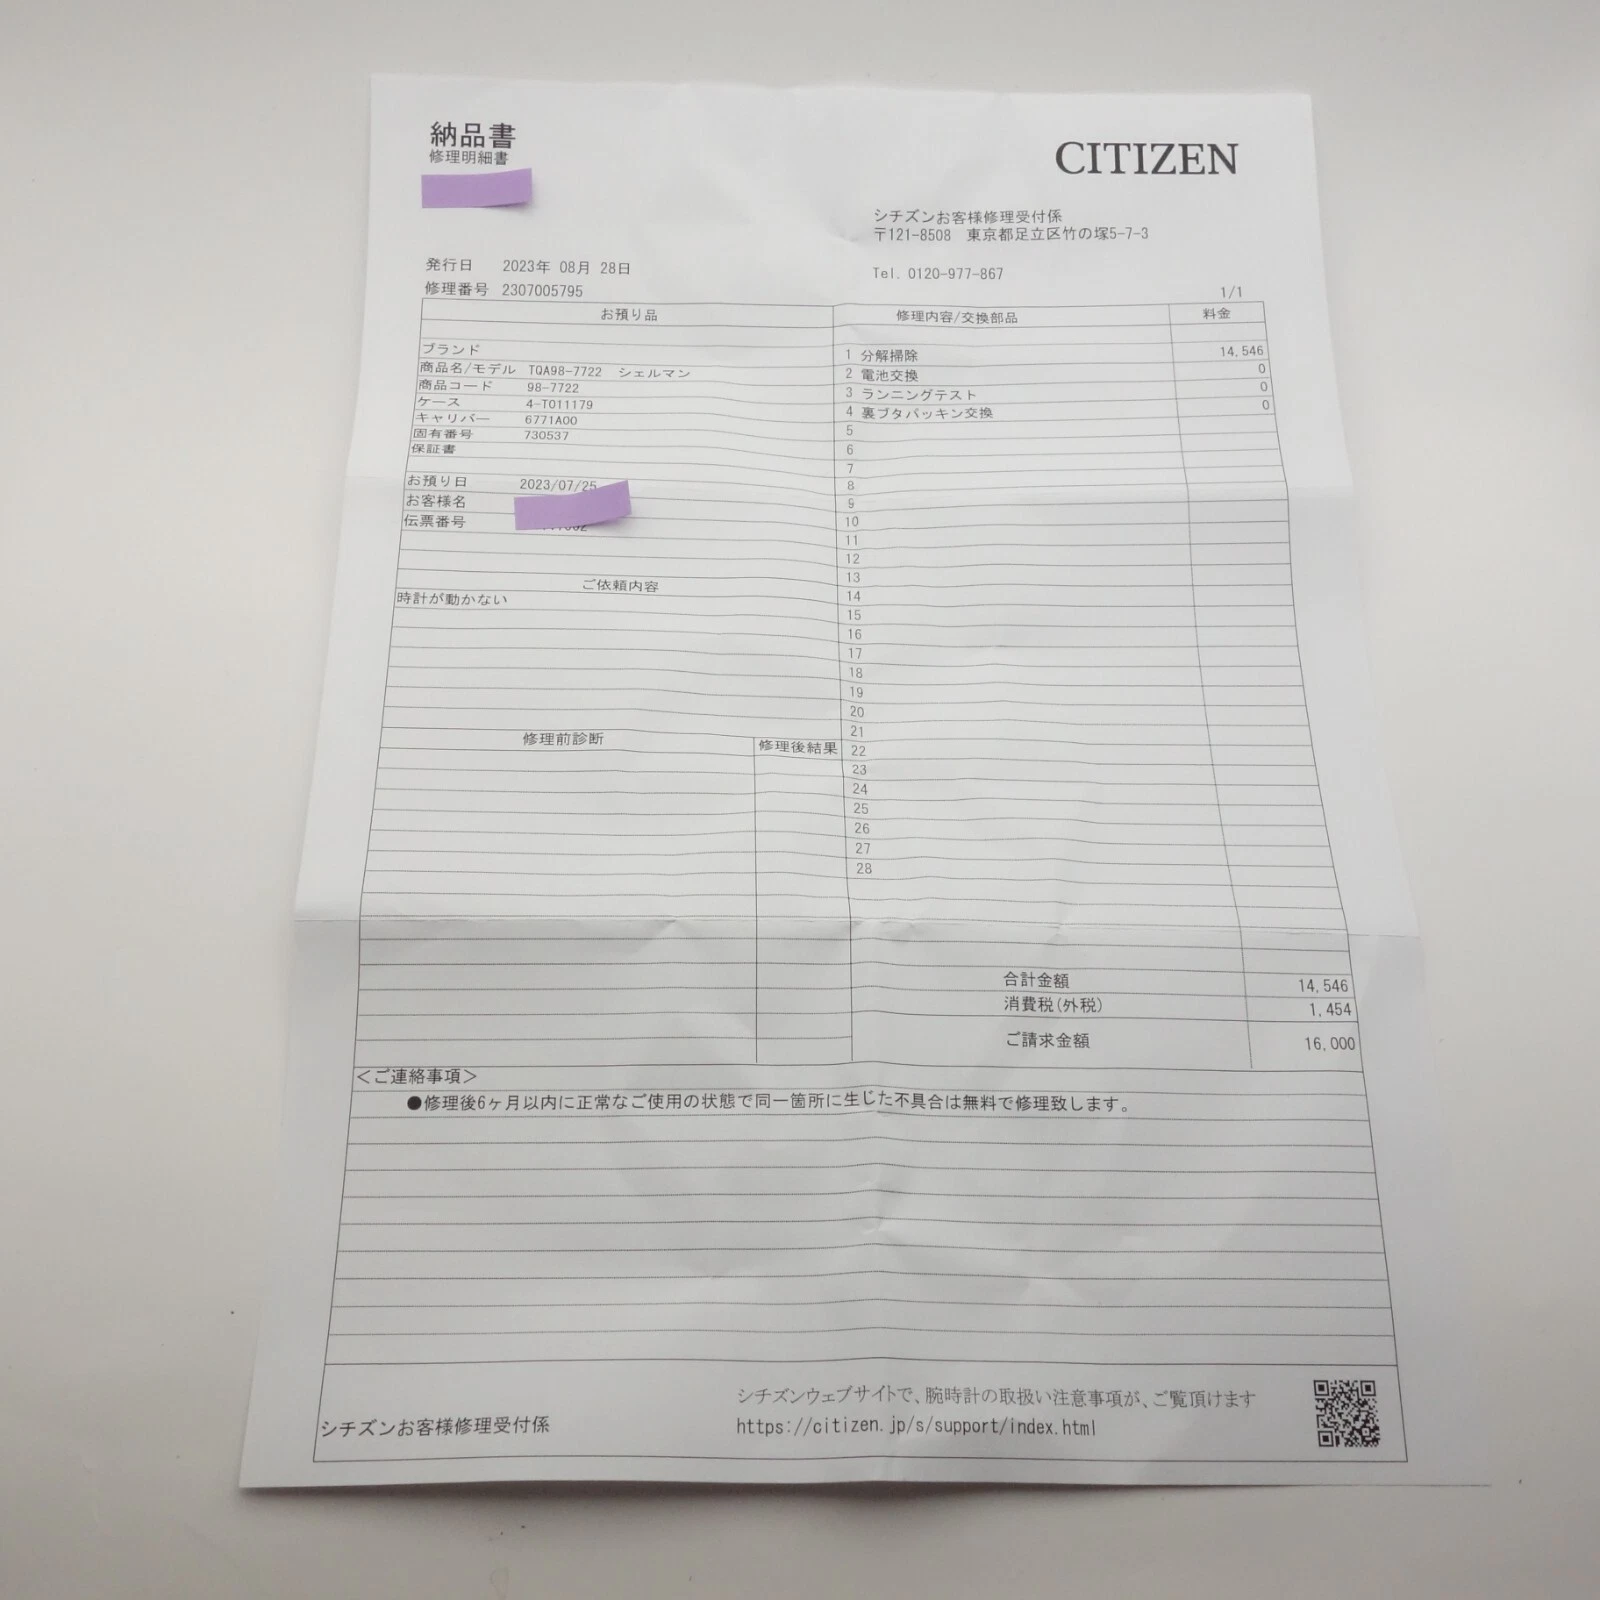 納品書
修理明細書
CITIZEN
シチズンお客様修理受付係
〒121-8508 東京都足立区竹の塚5-7-3
発行日 2023年 08月 28日
Tel. 0120-977-867
修理番号 2307005795
1/1
お預り品 修理内容/交換部品 料金
ブランド
商品名/モデル TQA98-7722 シェルマン
商品コード 98-7722
ケース 4-T011179
キャリバー 6771A00
固有番号 730537
保証書
お預り日 2023/07/25
お客様名
伝票番号
ご依頼内容
時計が動かない
修理前診断 修理後結果
1 分解掃除 14,546
2 電池交換 0
3 ランニングテスト 0
4 裏ブタパッキン交換 0
5
6
7
8
9
10
11
12
13
14
15
16
17
18
19
20
21
22
23
24
25
26
27
28
合計金額 14,546
消費税(外税) 1,454
ご請求金額 16,000
＜ご連絡事項＞
●修理後6ヶ月以内に正常なご使用の状態で同一箇所に生じた不具合は無料で修理致します。
シチズンお客様修理受付係
シチズンウェブサイトで、腕時計の取扱い注意事項が、ご覧頂けます
https://citizen.jp/s/support/index.html